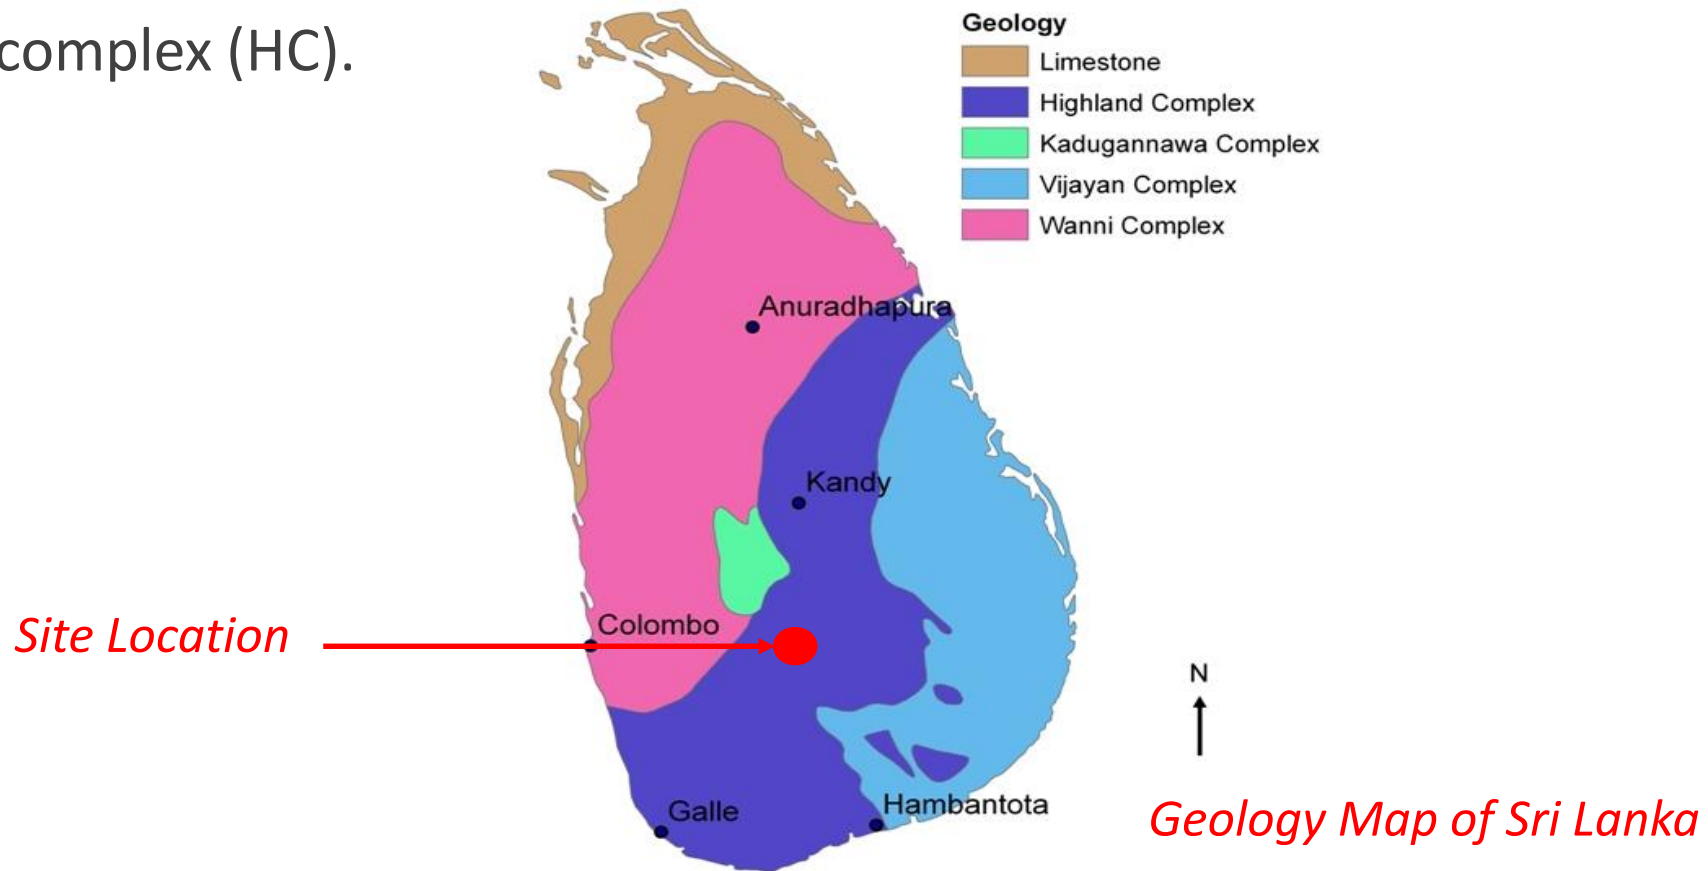 complex (HC).
Geology
Limestone
Highland Complex
Kadugannawa Complex
Vijayan Complex
Wanni Complex
Anuradhapura
Kandy
Colombo
Site Location
N
Galle
Hambantota
Geology Map of Sri Lanka